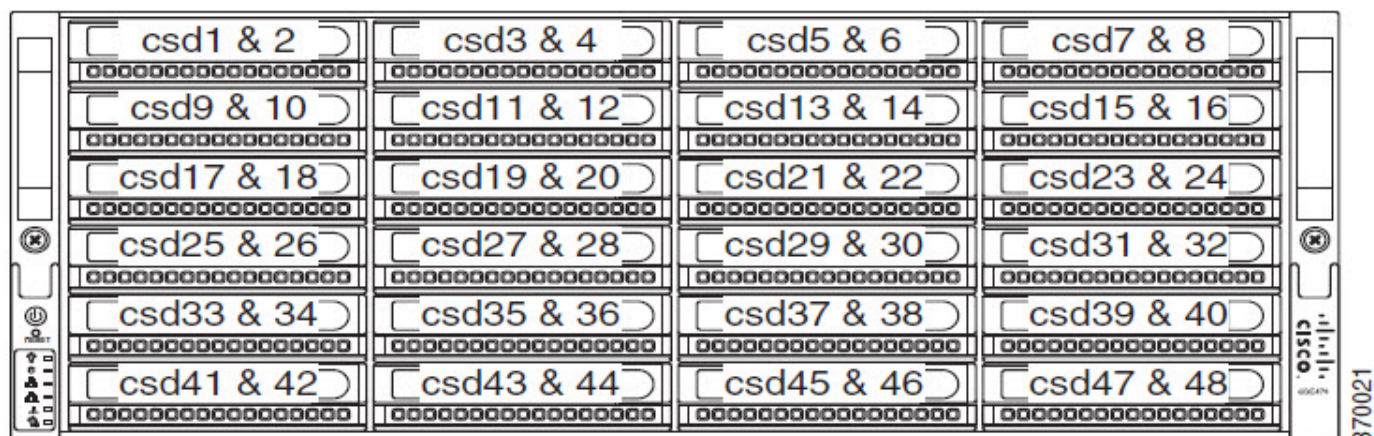 csd1 & 2 csd3 & 4 csd5 & 6 csd7 & 8
csd9 & 10 csd11 & 12 csd13 & 14 csd15 & 16
csd17 & 18 csd19 & 20 csd21 & 22 csd23 & 24
csd25 & 26 csd27 & 28 csd29 & 30 csd31 & 32
csd33 & 34 csd35 & 36 csd37 & 38 csd39 & 40
RESET
csd41 & 42 csd43 & 44 csd45 & 46 csd47 & 48
CISCO
370021